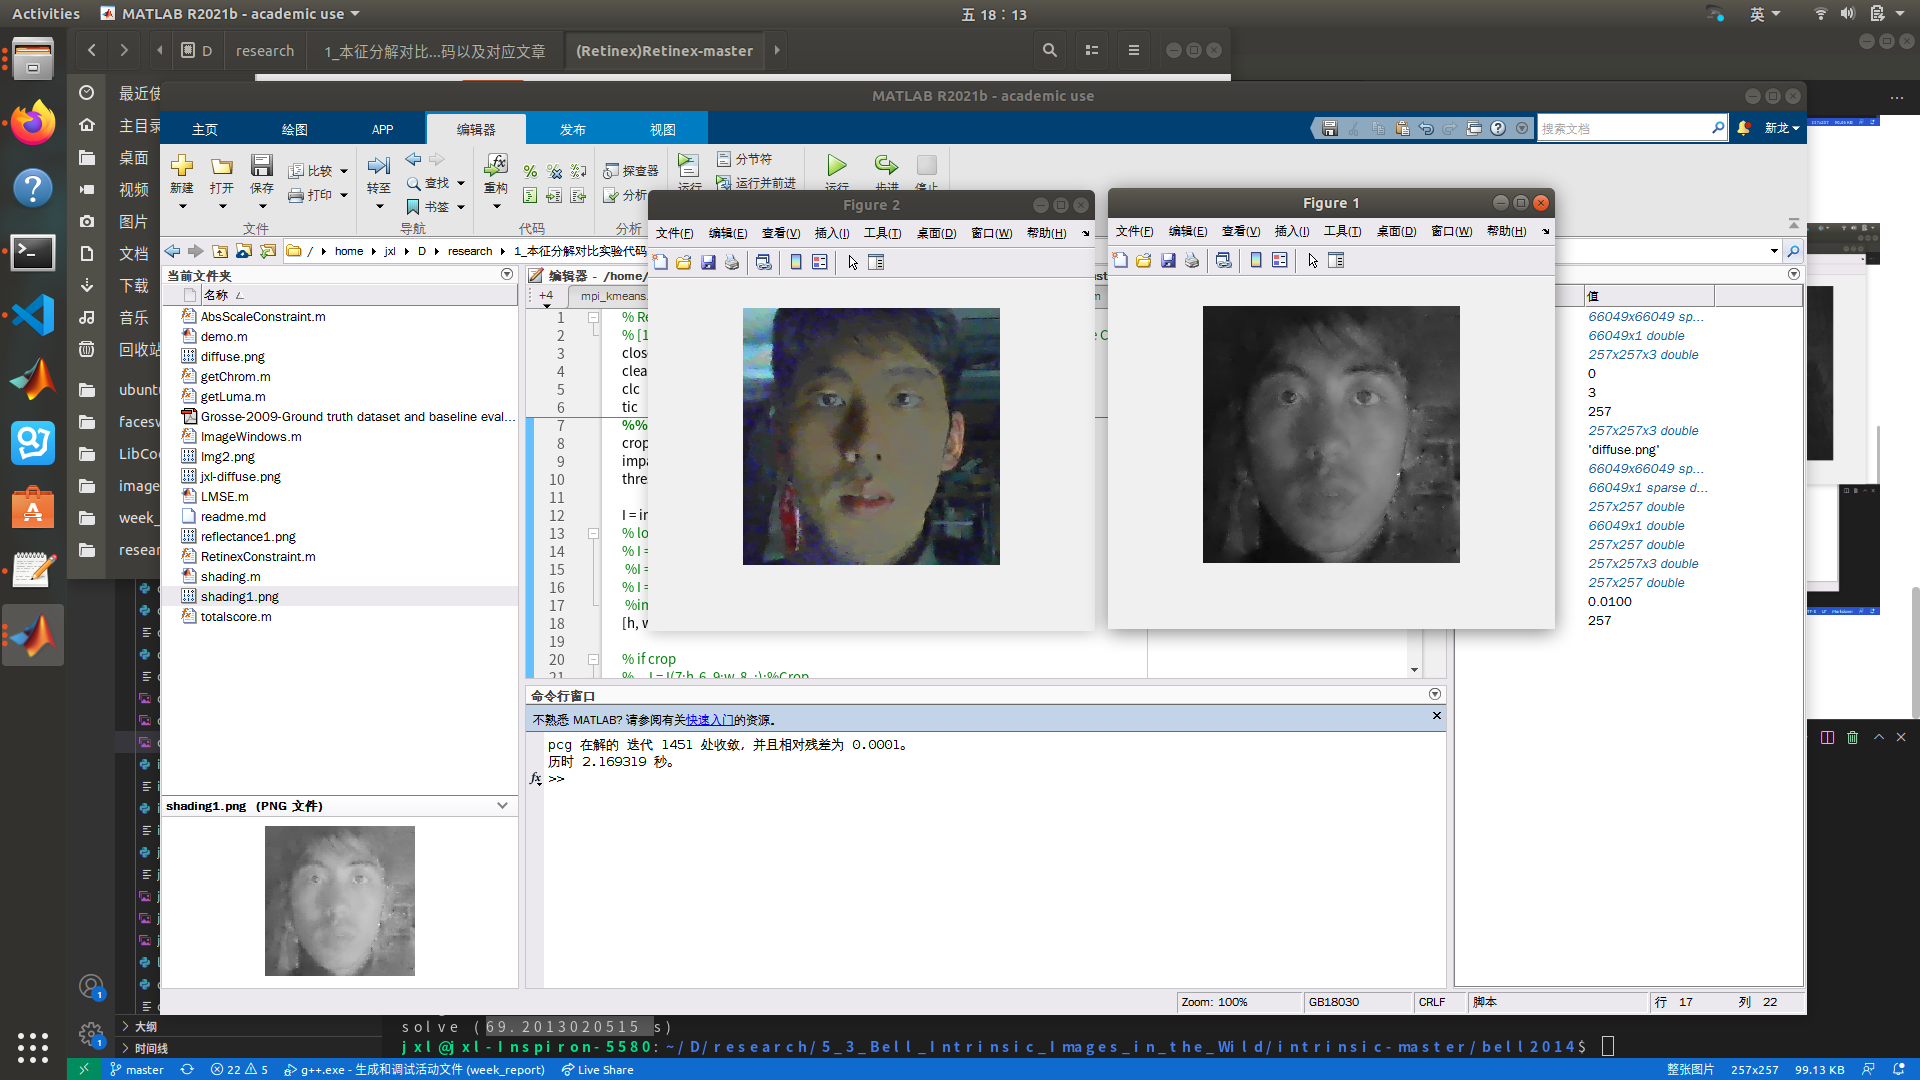 Activities
MATLAB R2021b - academic use
五 18：13
英
D
research
1_本征分解对比…码以及对应文章
(Retinex)Retinex-master
最近使
主目录
桌面
视频
图片
文档
下载
音乐
回收站
ubuntu
facesw
LibCoo
image
week_
resear
MATLAB R2021b - academic use
主页
绘图
APP
编辑器
发布
视图
搜索文档
新龙
新建
打开
保存
比较
打印
文件
转至
查找
书签
导航
重构
代码
探查器
分析
分析
运行
分节符
运行并前进
运行
步进
停止
/
home
jxl
D
research
1_本征分解对比实验代码
当前文件夹
名称
AbsScaleConstraint.m
demo.m
diffuse.png
getChrom.m
getLuma.m
Grosse-2009-Ground truth dataset and baseline eval...
ImageWindows.m
Img2.png
jxl-diffuse.png
LMSE.m
readme.md
reflectance1.png
RetinexConstraint.m
shading.m
shading1.png
totalscore.m
shading1.png (PNG 文件)
编辑器 - /home/
+4
mpi_kmeans.
1 % Re
2 % [1
3 close
4 clea
5 clc
6 tic
7 %%
8 crop
9 impa
10 thres
11
12 I = in
13 % lo
14 % I =
15 %I =
16 % I =
17 %im
18 [h, w
19
20 % if crop
21 % I = I(7:h-6, 9:w-8, :);%Crop
Figure 2
文件(F) 编辑(E) 查看(V) 插入(I) 工具(T) 桌面(D) 窗口(W) 帮助(H)
Figure 1
文件(F) 编辑(E) 查看(V) 插入(I) 工具(T) 桌面(D) 窗口(W) 帮助(H)
值
66049x66049 sp...
66049x1 double
257x257x3 double
0
3
257
257x257x3 double
'diffuse.png'
66049x66049 sp...
66049x1 sparse d...
257x257 double
66049x1 double
257x257 double
257x257x3 double
257x257 double
0.0100
257
命令行窗口
不熟悉 MATLAB? 请参阅有关快速入门的资源。
pcg 在解的 迭代 1451 处收敛，并且相对残差为 0.0001。
历时 2.169319 秒。
fx >>
Zoom: 100%
GB18030
CRLF
脚本
行 17
列 22
大纲
时间线
solve (69.2013020515 s)
jxl@jxl-Inspiron-5580:~/D/research/5_3_Bell_Intrinsic_Images_in_the_Wild/intrinsic-master/bell2014$
master
22
5
g++.exe - 生成和调试活动文件 (week_report)
Live Share
整张图片
257x257
99.13 KB